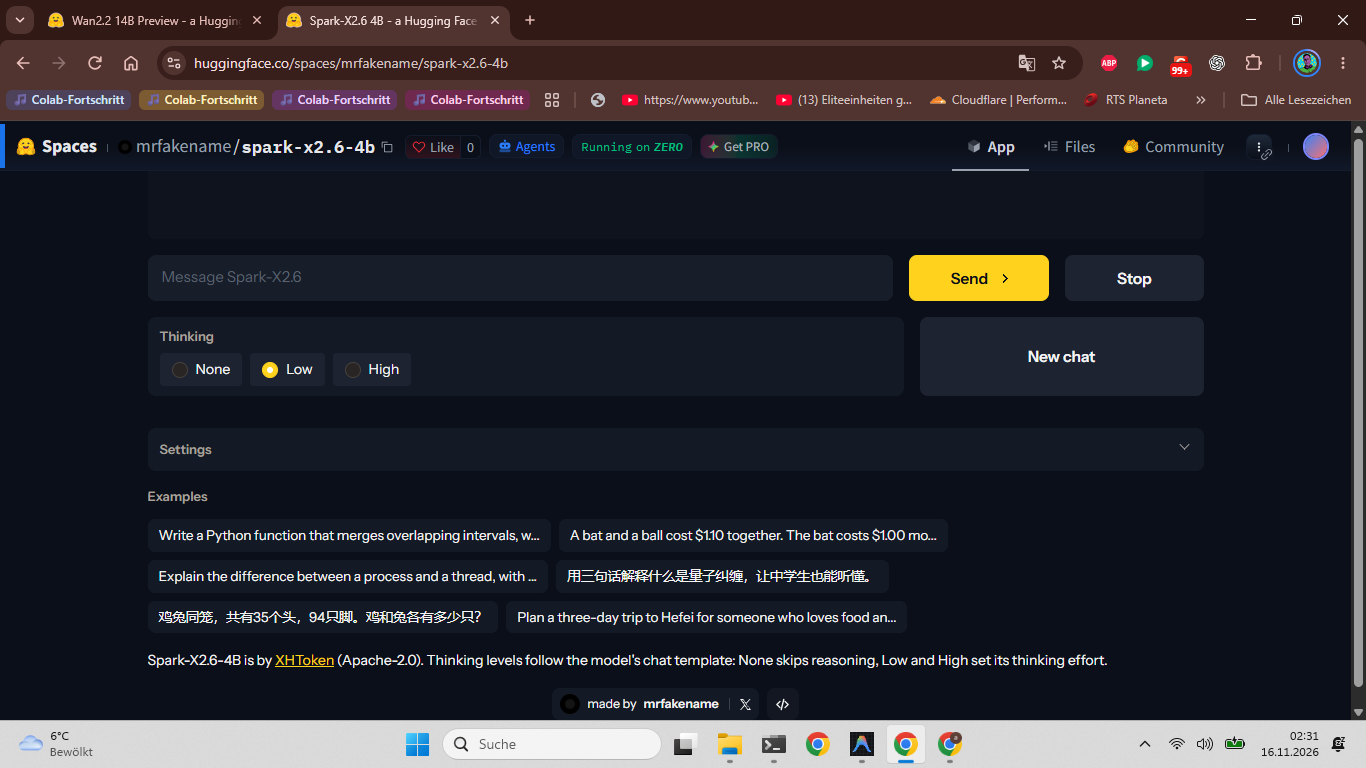 Wan2.2 14B Preview - a Hugging
Spark-X2.6 4B - a Hugging Face
huggingface.co/spaces/mrfakename/spark-x2.6-4b
ABP
99+
Colab-Fortschritt
Colab-Fortschritt
Colab-Fortschritt
Colab-Fortschritt
https://www.youtub...
(13) Eliteeinheiten g...
Cloudflare | Perform...
RTS Planeta
Alle Lesezeichen
Spaces
mrfakename/spark-x2.6-4b
Like 0
Agents
Running on ZERO
Get PRO
App
Files
Community
Message Spark-X2.6
Send
Stop
Thinking
None
Low
High
New chat
Settings
Examples
Write a Python function that merges overlapping intervals, w...
A bat and a ball cost $1.10 together. The bat costs $1.00 mo...
Explain the difference between a process and a thread, with ...
用三句话解释什么是量子纠缠，让中学生也能听懂。
鸡兔同笼，共有35个头，94只脚。鸡和兔各有多少只？
Plan a three-day trip to Hefei for someone who loves food an...
Spark-X2.6-4B is by XHToken (Apache-2.0). Thinking levels follow the model's chat template: None skips reasoning, Low and High set its thinking effort.
made by mrfakename
6°C
Bewölkt
Suche
02:31
16.11.2026